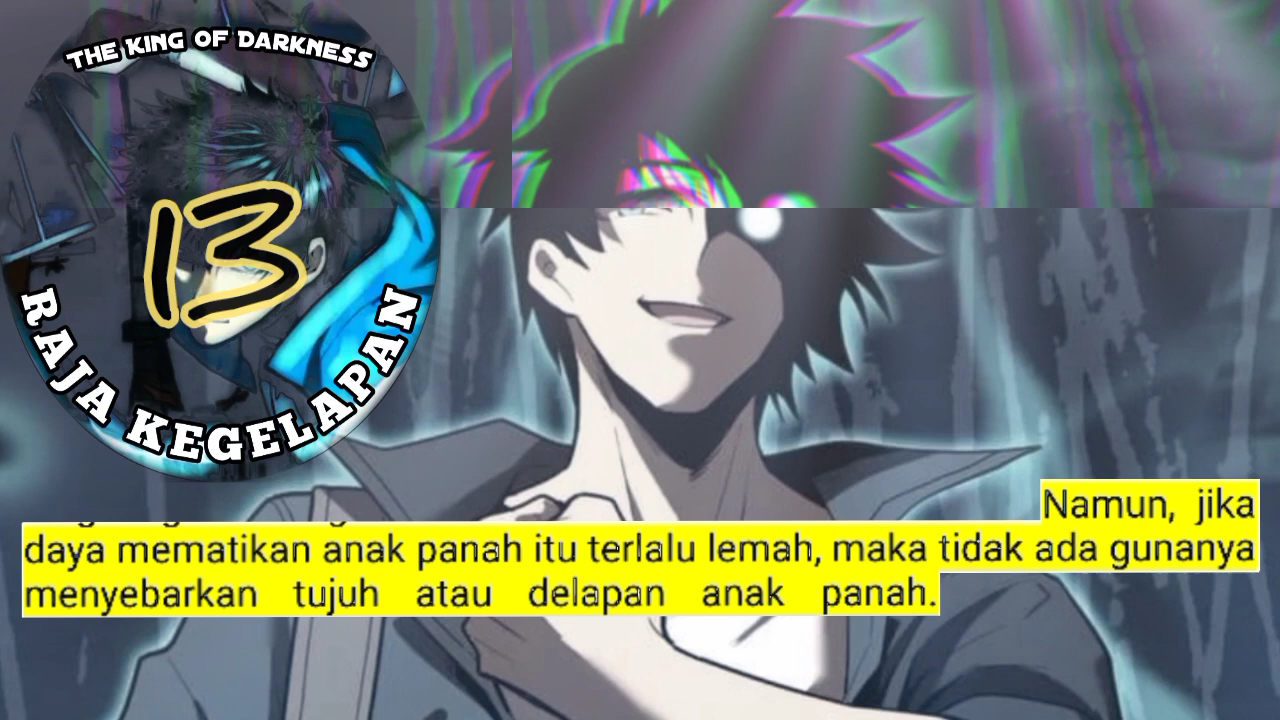 THE KING OF DARKNESS
13
RAJA KEGELAPAN
Namun, jika
daya mematikan anak panah itu terlalu lemah, maka tidak ada gunanya
menyebarkan tujuh atau delapan anak panah.